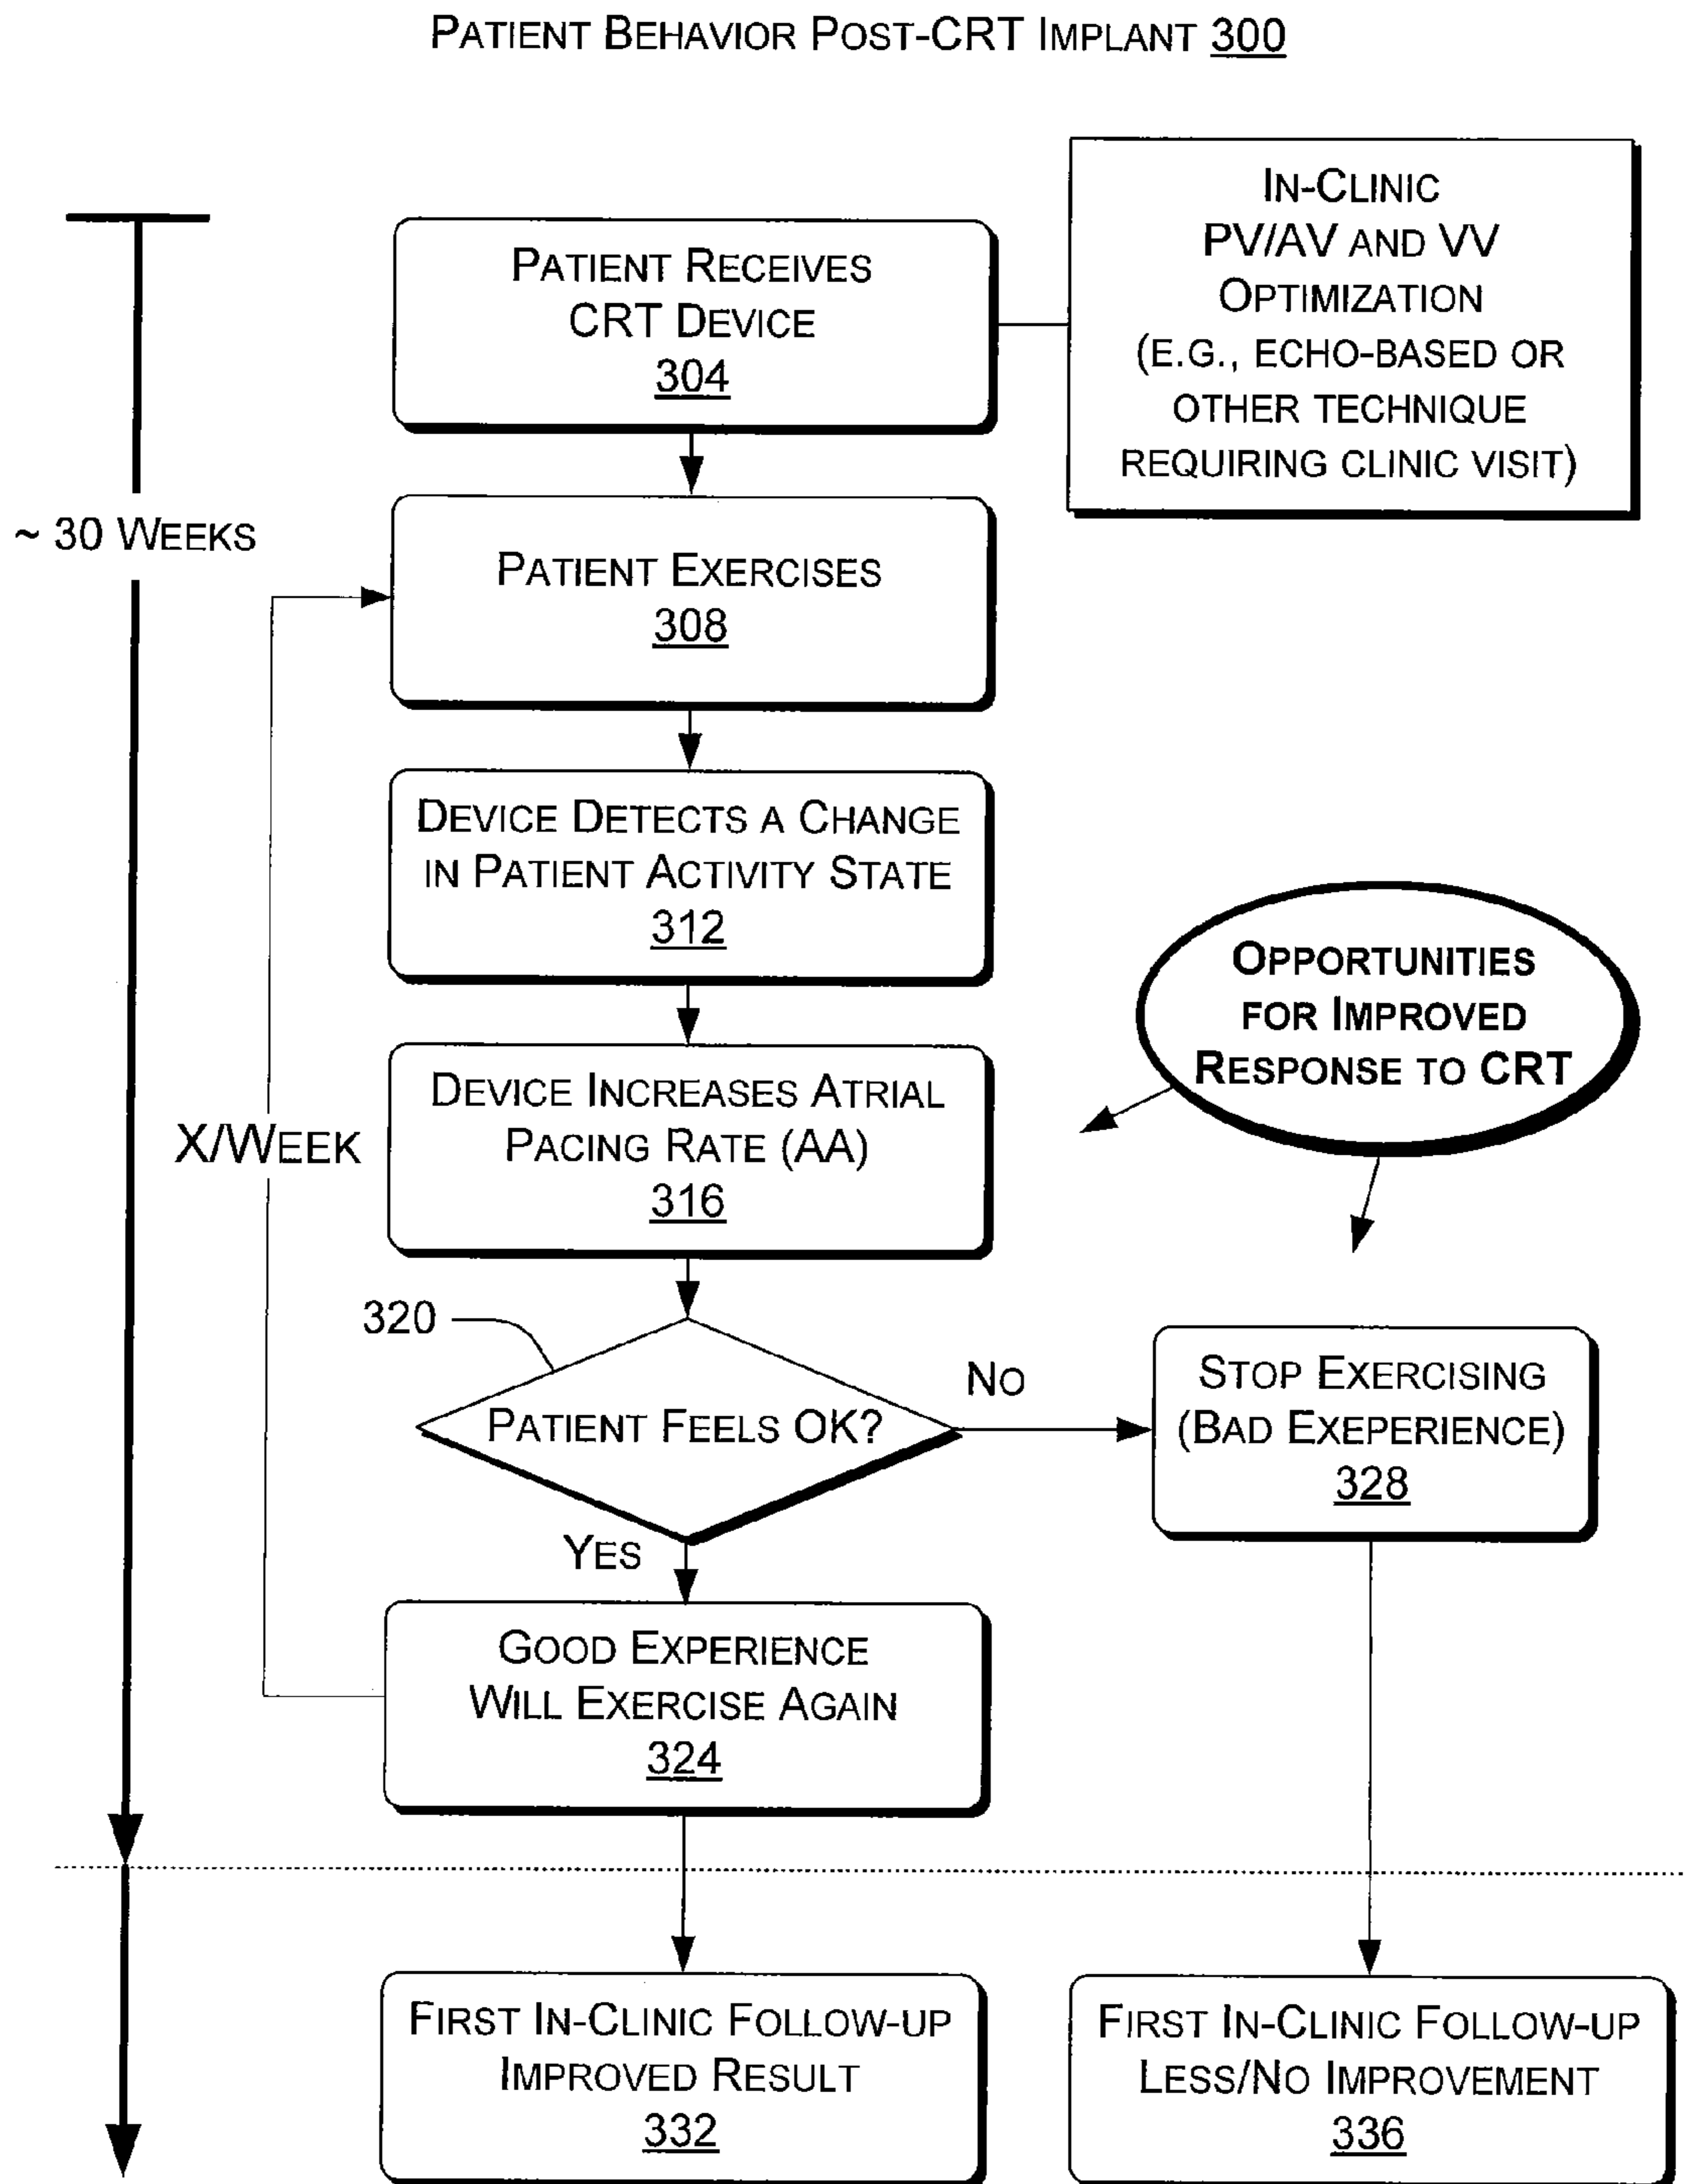 PATIENT BEHAVIOR POST-CRT IMPLANT 300
IN-CLINIC
PV/AV AND VV
OPTIMIZATION
(E.G., ECHO-BASED OR
OTHER TECHNIQUE
REQUIRING CLINIC VISIT)
PATIENT RECEIVES
CRT DEVICE
304
~ 30 WEEKS
PATIENT EXERCISES
308
DEVICE DETECTS A CHANGE
IN PATIENT ACTIVITY STATE
312
OPPORTUNITIES
FOR IMPROVED
RESPONSE TO CRT
DEVICE INCREASES ATRIAL
PACING RATE (AA)
316
X/WEEK
320
PATIENT FEELS OK?
NO
STOP EXERCISING
(BAD EXEPERIENCE)
328
YES
GOOD EXPERIENCE
WILL EXERCISE AGAIN
324
FIRST IN-CLINIC FOLLOW-UP
IMPROVED RESULT
332
FIRST IN-CLINIC FOLLOW-UP
LESS/NO IMPROVEMENT
336